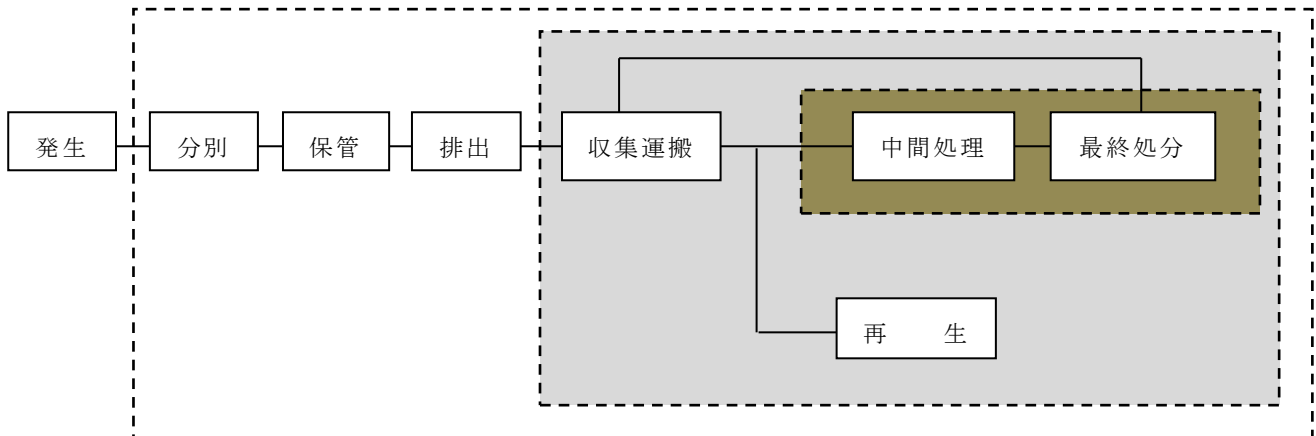 発生
分別
保管
排出
収集運搬
中間処理
最終処分
再　　生